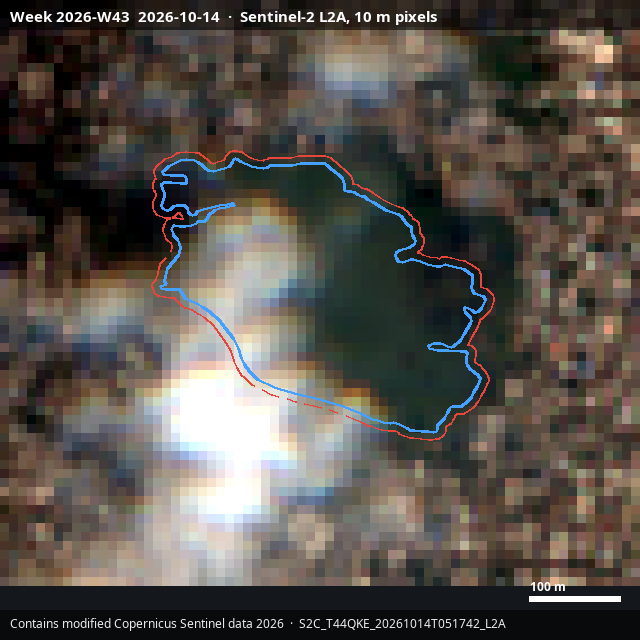 Week 2026-W43  2026-10-14  ·  Sentinel-2 L2A, 10 m pixels
100 m
Contains modified Copernicus Sentinel data 2026  ·  S2C_T44QKE_20261014T051742_L2A